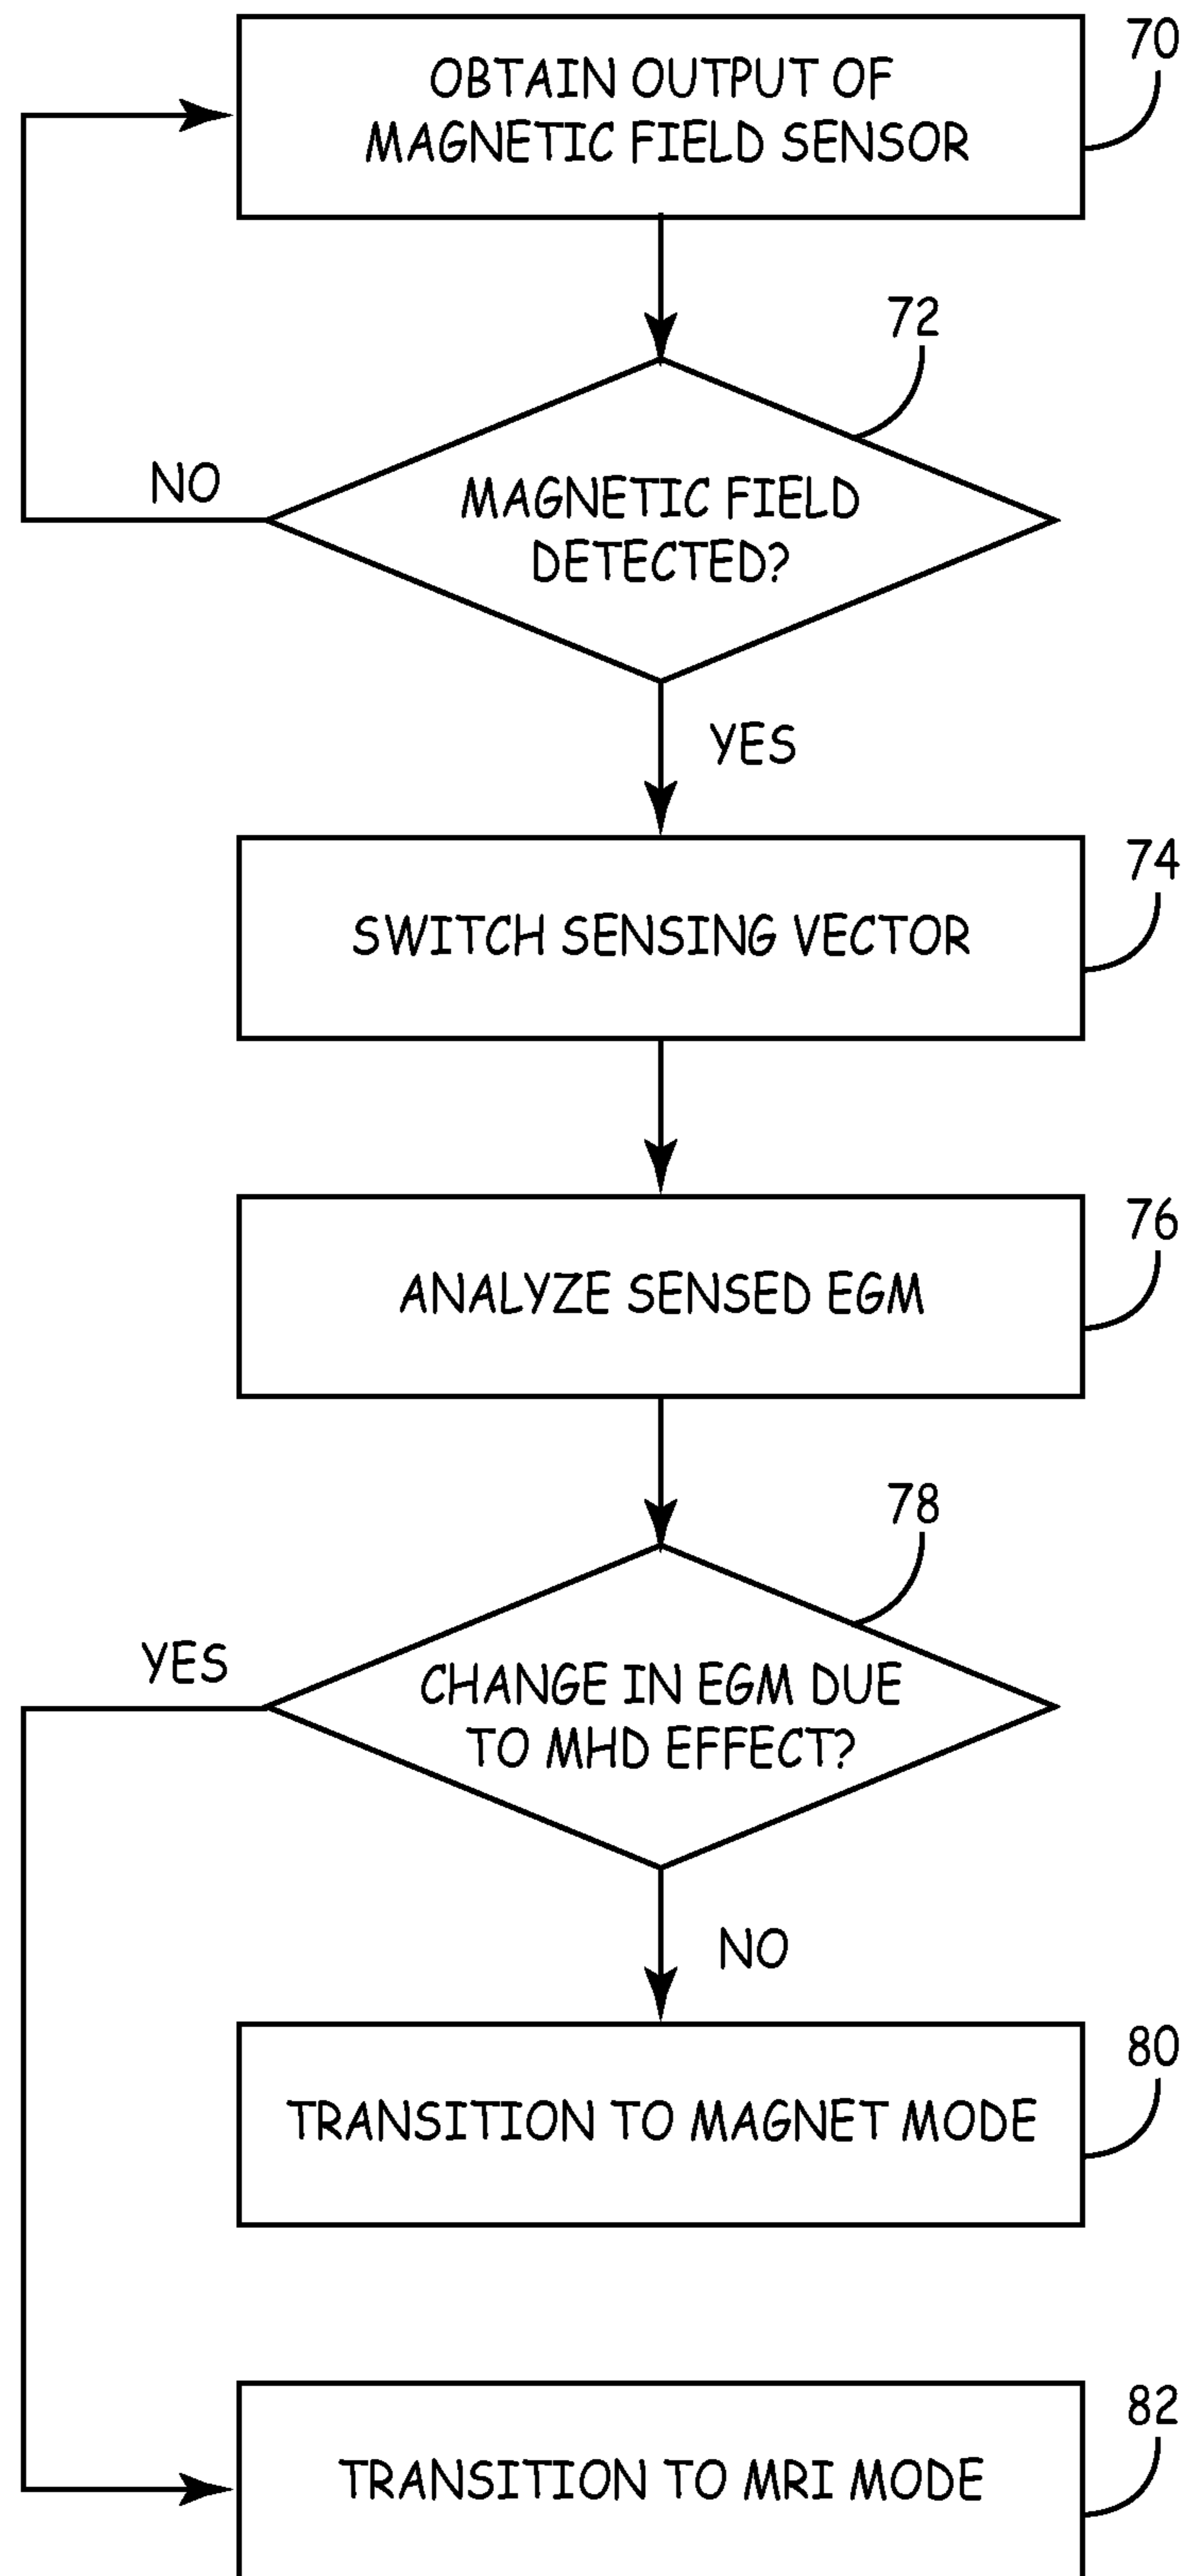 70
OBTAIN OUTPUT OF
MAGNETIC FIELD SENSOR
72
NO
MAGNETIC FIELD
DETECTED?
YES
74
SWITCH SENSING VECTOR
76
ANALYZE SENSED EGM
78
YES
CHANGE IN EGM DUE
TO MHD EFFECT?
NO
80
TRANSITION TO MAGNET MODE
82
TRANSITION TO MRI MODE